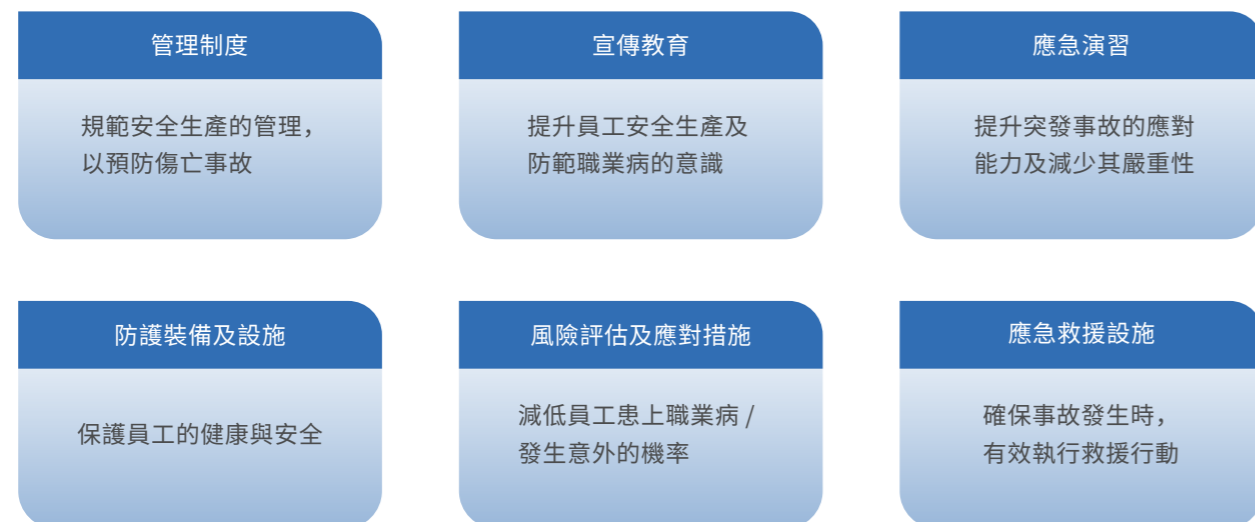 管理制度
規範安全生產的管理，
以預防傷亡事故
宣傳教育
提升員工安全生產及
防範職業病的意識
應急演習
提升突發事故的應對
能力及減少其嚴重性
防護裝備及設施
保護員工的健康與安全
風險評估及應對措施
減低員工患上職業病 /
發生意外的機率
應急救援設施
確保事故發生時，
有效執行救援行動